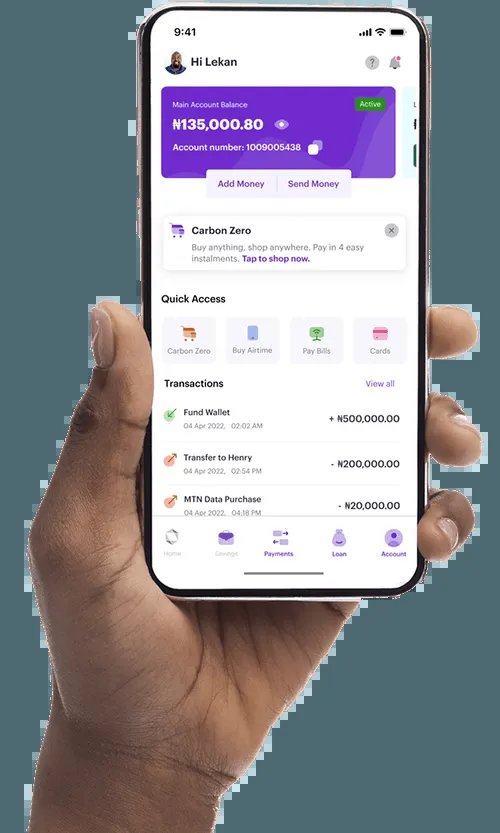 9:41
Hi Lekan
?
Main Account Balance
Active
₦135,000.80
Account number: 1009005438
Add Money
Send Money
Carbon Zero
Buy anything, shop anywhere. Pay in 4 easy
instalments. Tap to shop now.
Quick Access
Carbon Zero
Buy Airtime
Pay Bills
Cards
Transactions
View all
Fund Wallet
04 Apr 2022, 02:02 AM
+ ₦500,000.00
Transfer to Henry
04 Apr 2022, 02:54 PM
- ₦200,000.00
MTN Data Purchase
04 Apr 2022, 04:18 PM
- ₦20,000.00
Home
Savings
Payments
Loan
Account